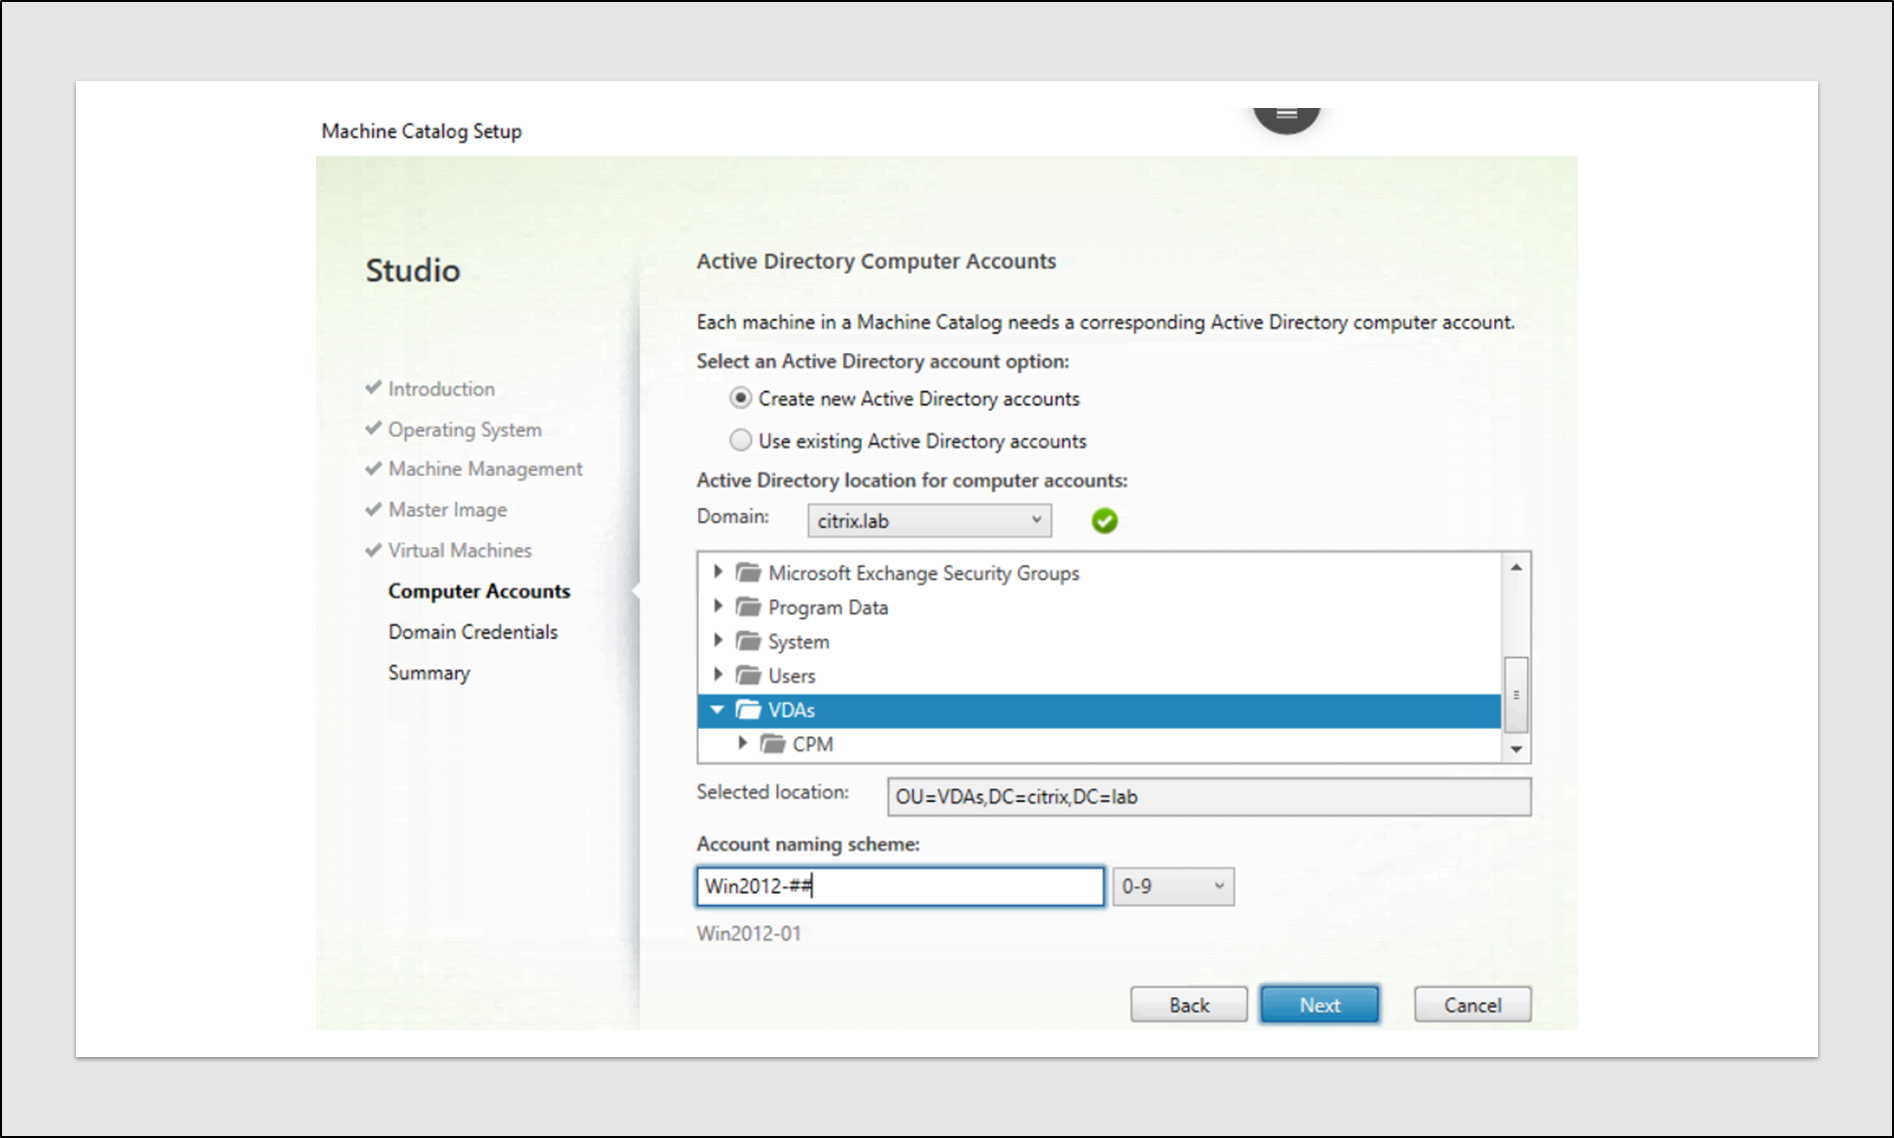 Machine Catalog Setup
Studio
Introduction
Operating System
Machine Management
Master Image
Virtual Machines
Computer Accounts
Domain Credentials
Summary
Active Directory Computer Accounts
Each machine in a Machine Catalog needs a corresponding Active Directory computer account.
Select an Active Directory account option:
Create new Active Directory accounts
Use existing Active Directory accounts
Active Directory location for computer accounts:
Domain: citrix.lab
Microsoft Exchange Security Groups
Program Data
System
Users
VDAs
CPM
Selected location: OU=VDAs,DC=citrix,DC=lab
Account naming scheme:
Win2012-## 0-9
Win2012-01
Back Next Cancel